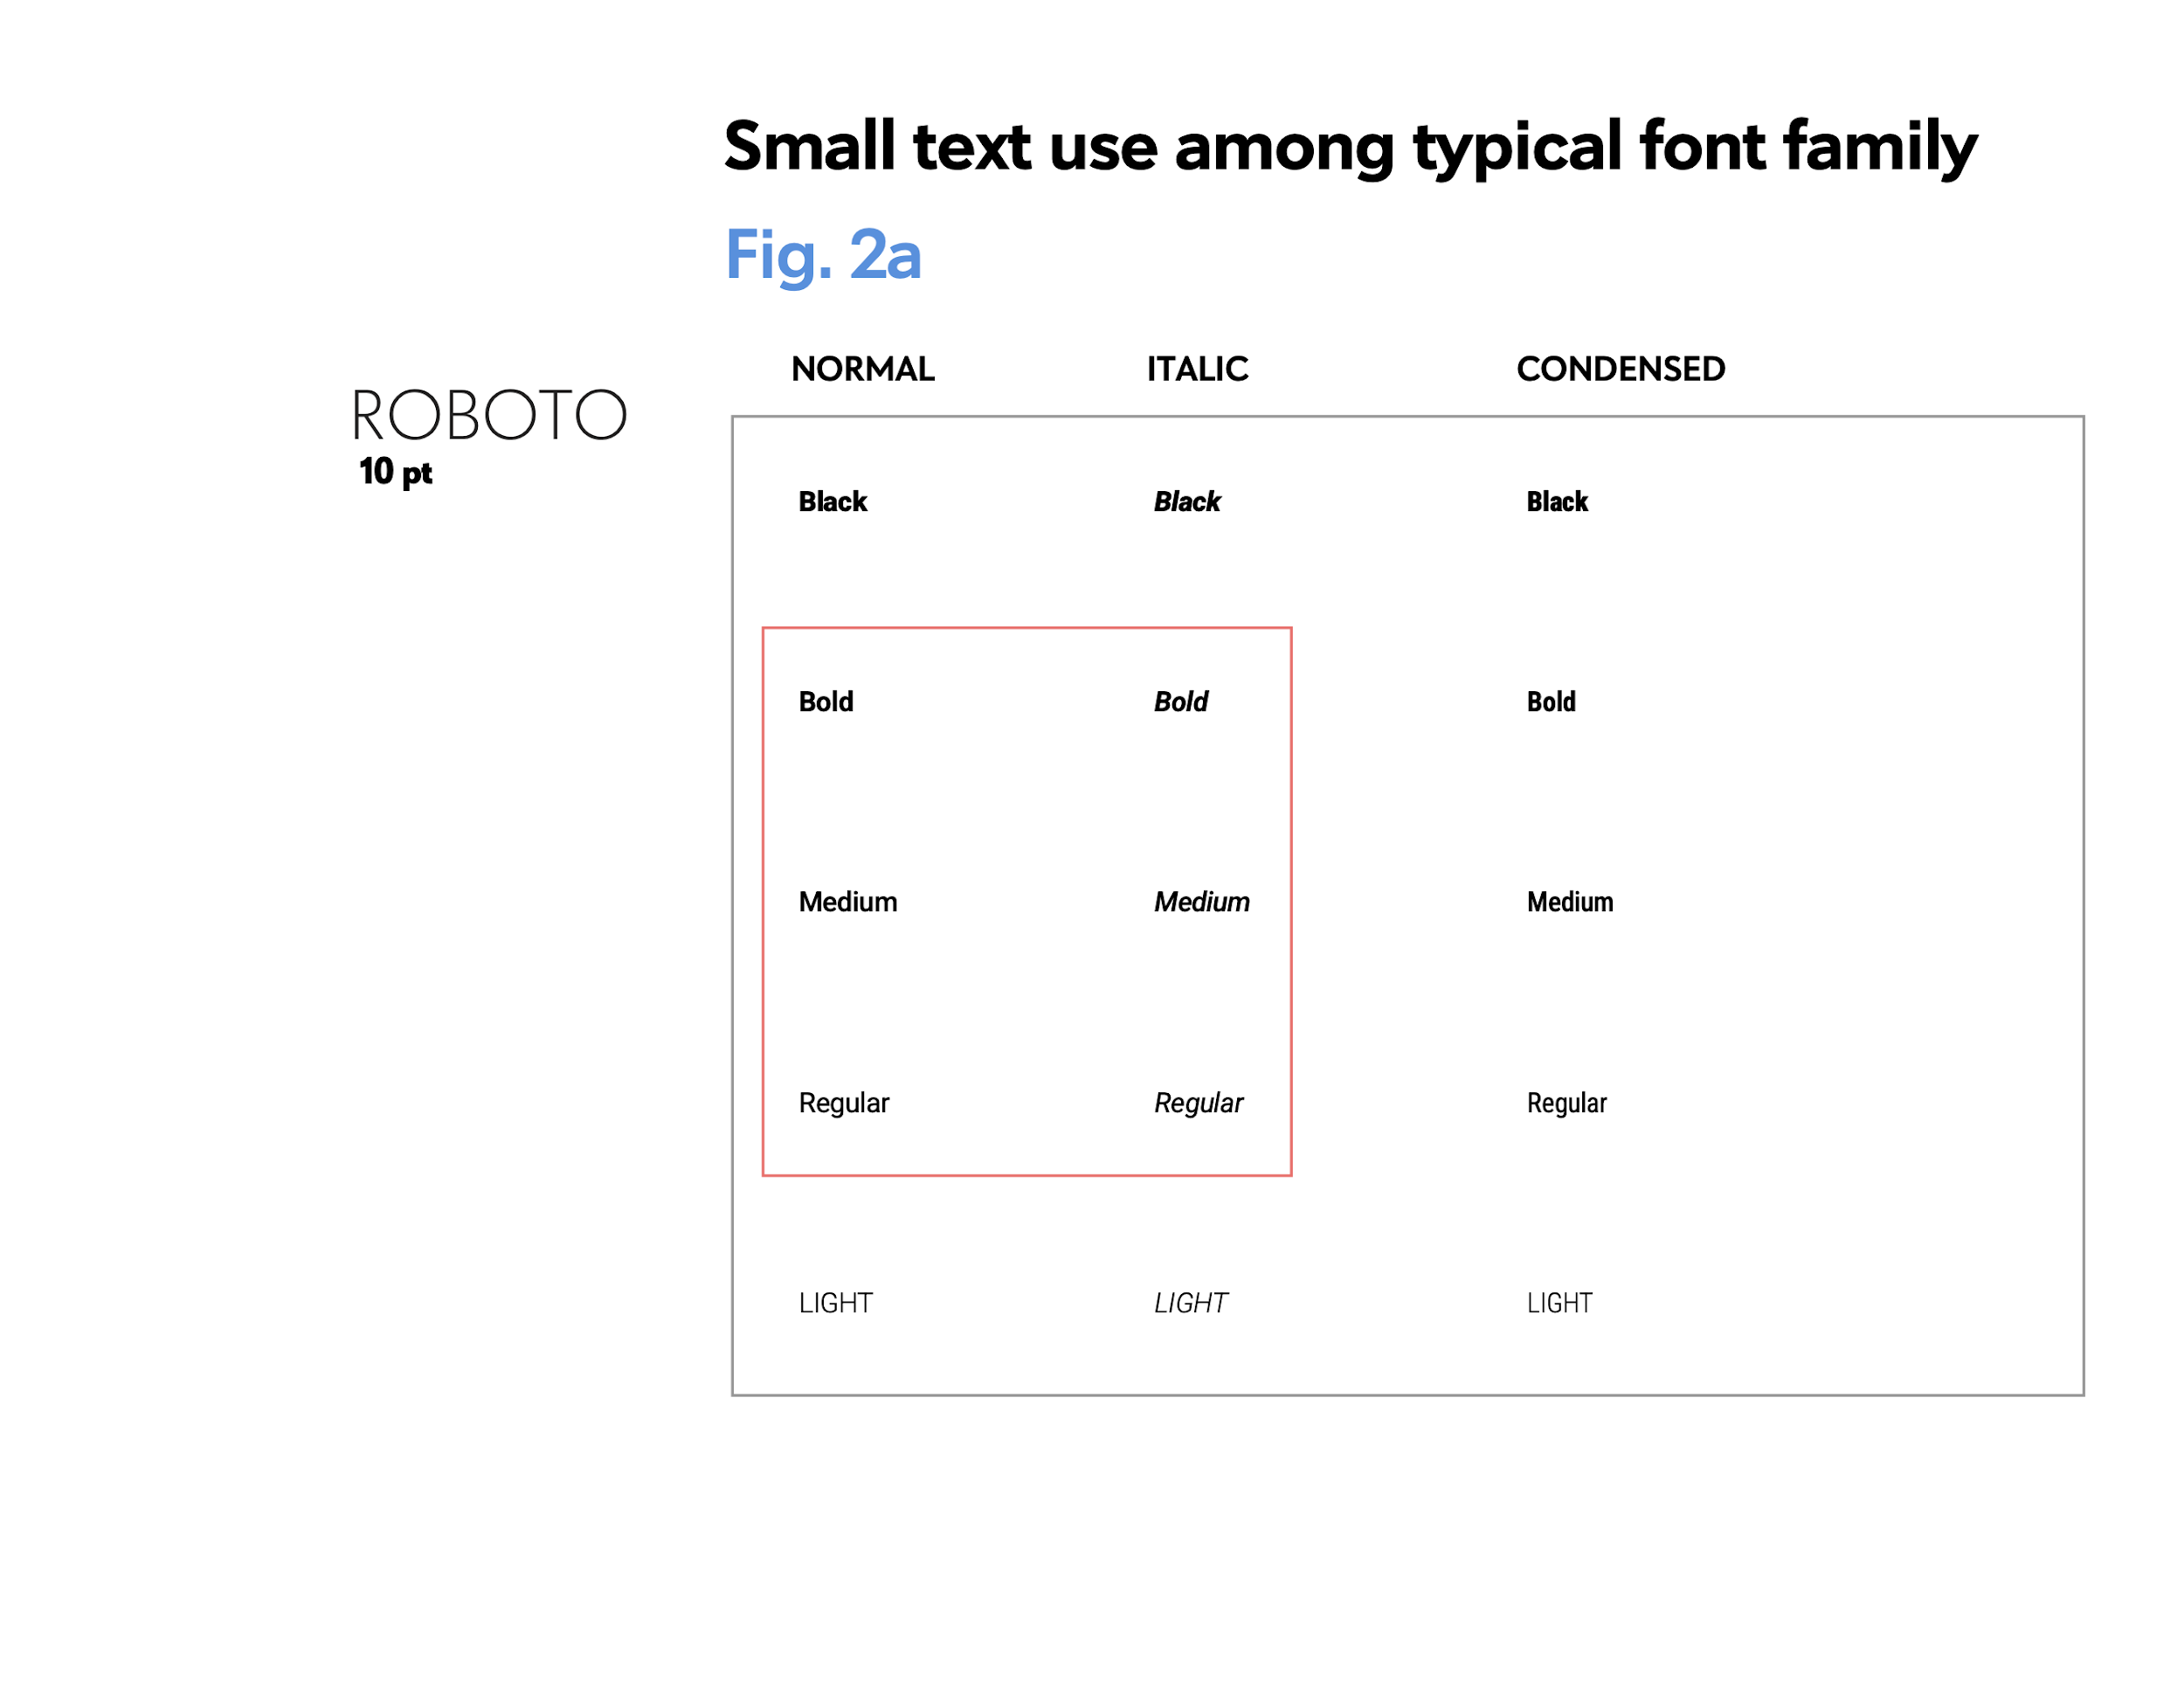 Small text use among typical font family
Fig. 2a
NORMAL ITALIC CONDENSED
ROBOTO
10 pt
Black Black Black
Bold Bold Bold
Medium Medium Medium
Regular Regular Regular
LIGHT LIGHT LIGHT